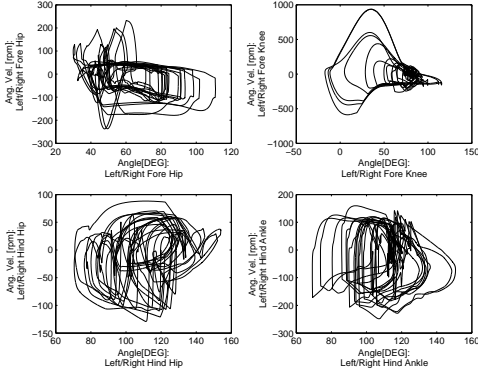 300
200
100
0
−100
−200
−300
20 40 60 80 100 120
Ang. Vel. [rpm]:
Left/Right Fore Hip
Angle[DEG]:
Left/Right Fore Hip
1000
500
0
−500
−1000
−50 0 50 100 150
Ang. Vel. [rpm]:
Left/Right Fore Knee
Angle[DEG]:
Left/Right Fore Knee
100
50
0
−50
−100
−150
60 80 100 120 140 160
Ang. Vel. [rpm]:
Left/Right Hind Hip
Angle[DEG]:
Left/Right Hind Hip
200
100
0
−100
−200
−300
60 80 100 120 140 160
Ang. Vel. [rpm]:
Left/Right Hind Ankle
Angle[DEG]:
Left/Right Hind Ankle